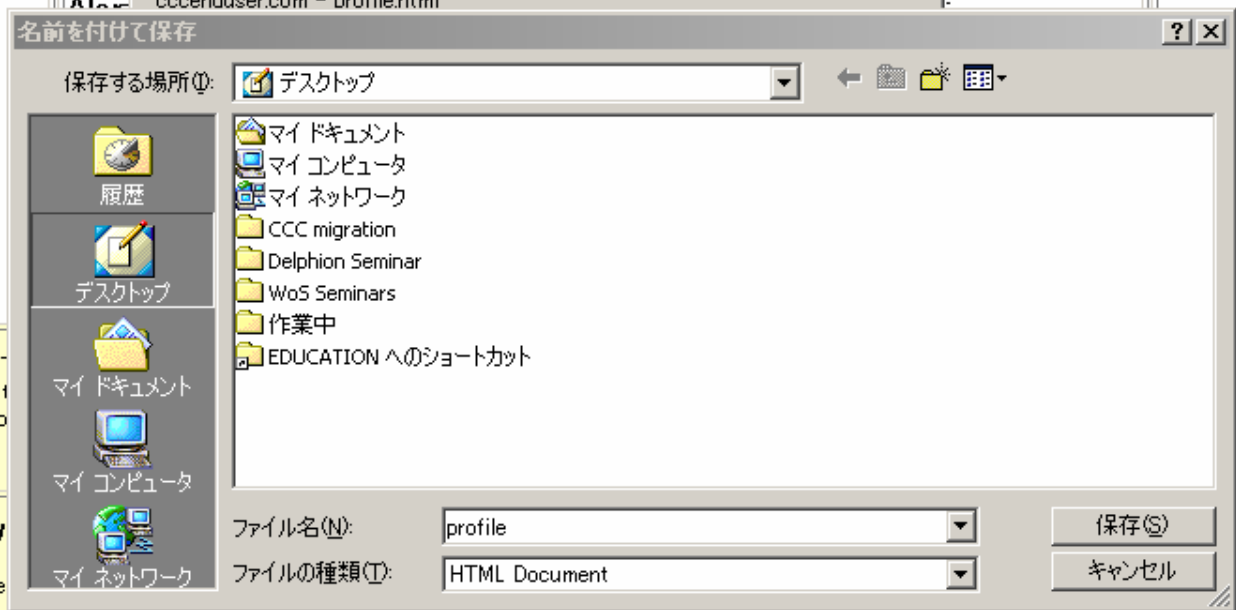 cccenduser.com - profile.html
名前を付けて保存
保存する場所(I):
デスクトップ
履歴
デスクトップ
マイ ドキュメント
マイ コンピュータ
マイ ネットワーク
マイ ドキュメント
マイ コンピュータ
マイ ネットワーク
CCC migration
Delphion Seminar
WoS Seminars
作業中
EDUCATION へのショートカット
ファイル名(N):
profile
保存(S)
ファイルの種類(T):
HTML Document
キャンセル